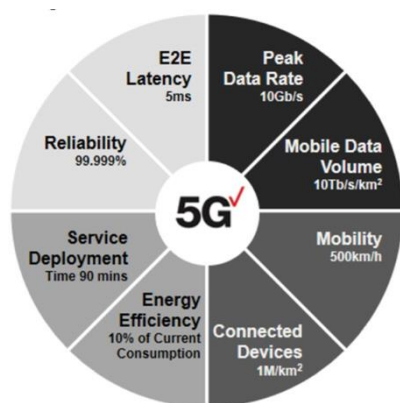 E2E
Latency
5ms
Peak
Data Rate
10Gb/s
Reliability
99.999%
Mobile Data
Volume
10Tb/s/km²
5G
Service
Deployment
Time 90 mins
Mobility
500km/h
Energy
Efficiency
10% of Current
Consumption
Connected
Devices
1M/km²